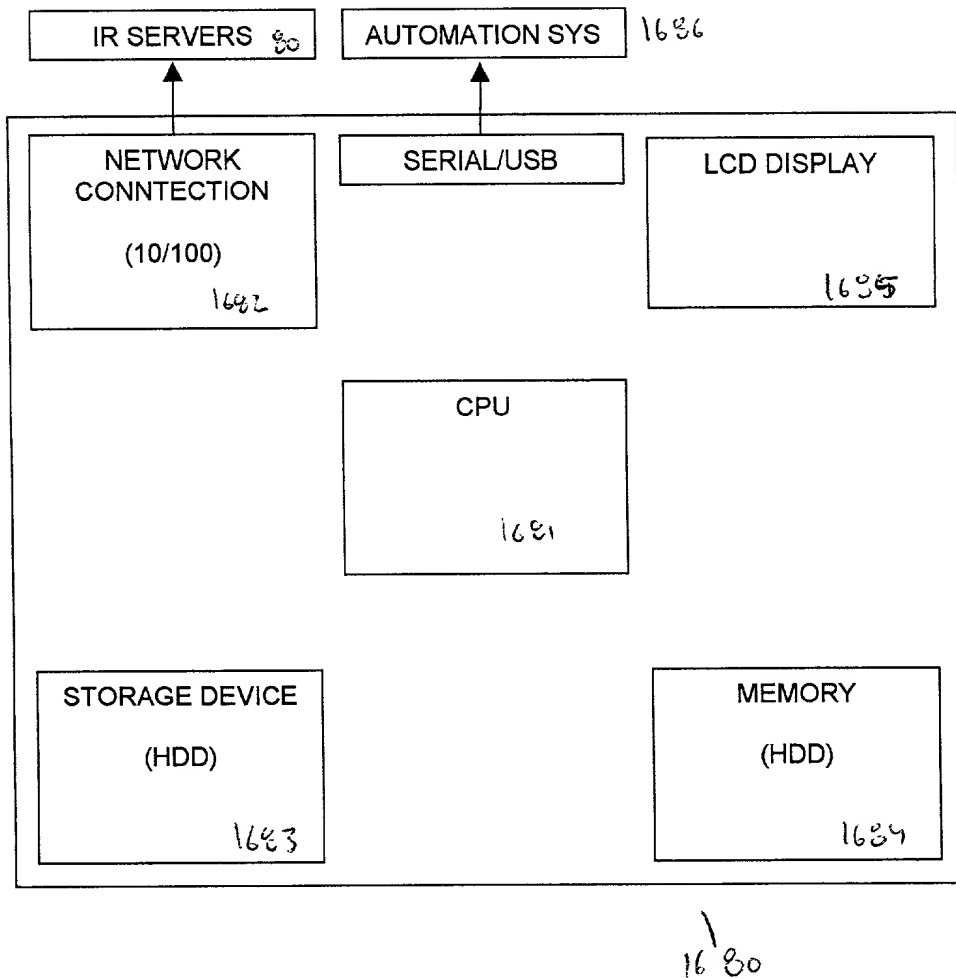 IR SERVERS 80
AUTOMATION SYS 1686
NETWORK
CONNTECTION
(10/100)
1682
SERIAL/USB
LCD DISPLAY
1685
CPU
1681
STORAGE DEVICE
(HDD)
1683
MEMORY
(HDD)
1684
1680